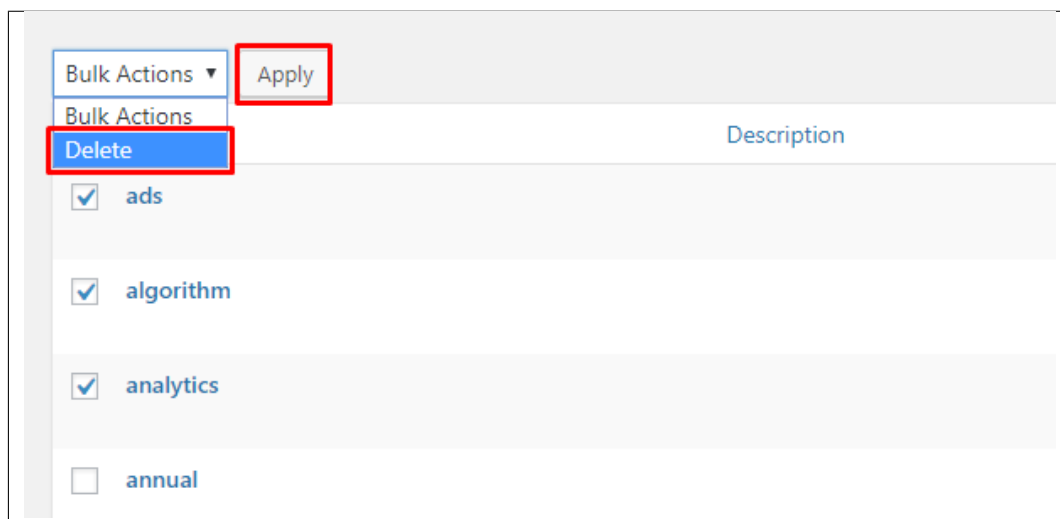 Bulk Actions ▼ Apply
Bulk Actions
Delete
Description
ads
algorithm
analytics
annual